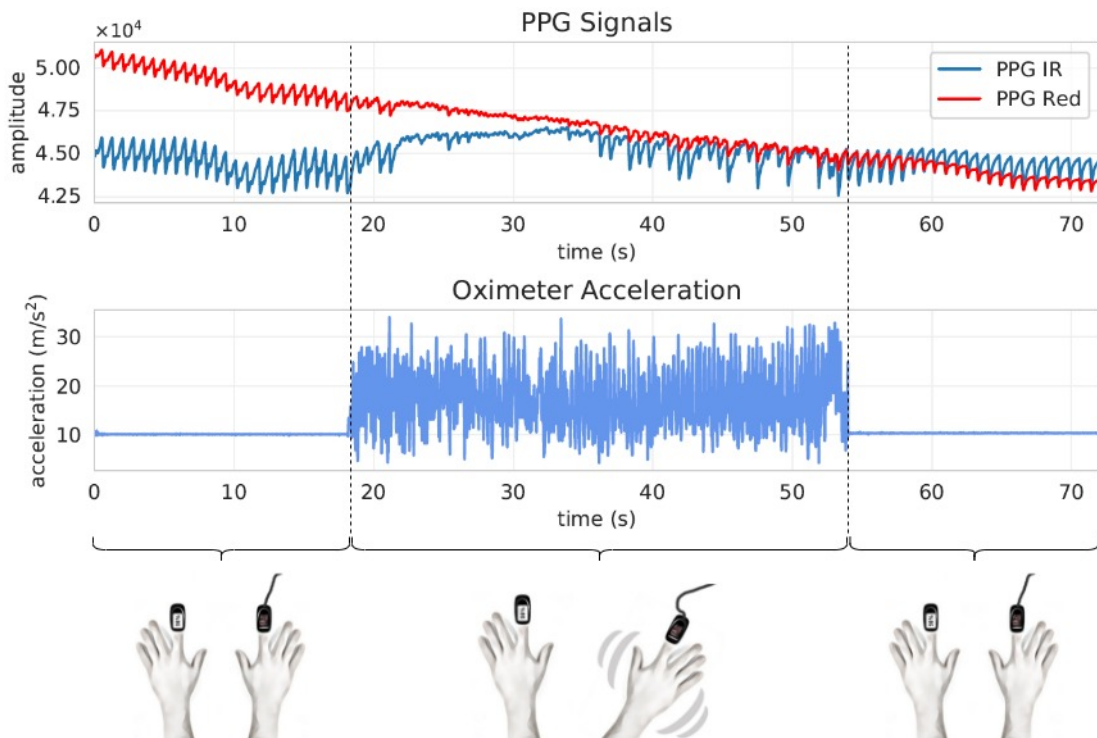 PPG Signals
×10⁴
5.00
4.75
4.50
4.25
amplitude
PPG IR
PPG Red
0 10 20 30 40 50 60 70
time (s)
Oximeter Acceleration
30
20
10
acceleration (m/s²)
0 10 20 30 40 50 60 70
time (s)